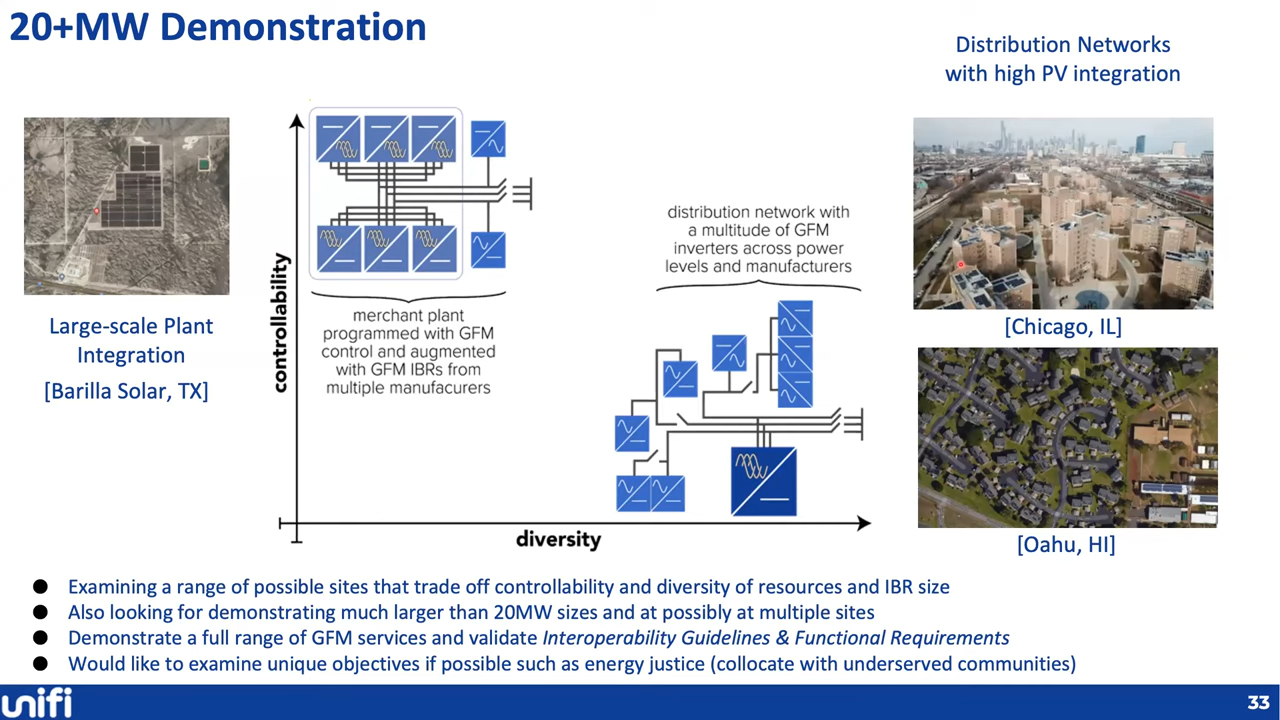 20+MW Demonstration
Distribution Networks
with high PV integration
Large-scale Plant
Integration
[Barilla Solar, TX]
controllability
merchant plant
programmed with GFM
control and augmented
with GFM IBRs from
multiple manufacurers
distribution network with
a multitude of GFM
inverters across power
levels and manufacturers
diversity
[Chicago, IL]
[Oahu, HI]
● Examining a range of possible sites that trade off controllability and diversity of resources and IBR size
● Also looking for demonstrating much larger than 20MW sizes and at possibly at multiple sites
● Demonstrate a full range of GFM services and validate Interoperability Guidelines & Functional Requirements
● Would like to examine unique objectives if possible such as energy justice (collocate with underserved communities)
unifi
33